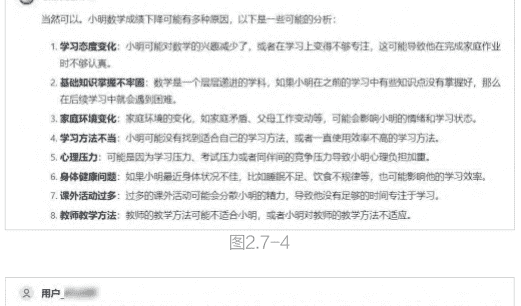 当然可以。小明数学成绩下降可能有多种原因，以下是一些可能的分析：
1. 学习态度变化：小明可能对数学的兴趣减少了，或者在学习上变得不够专注，这可能导致他在完成家庭作业
时不够认真。
2. 基础知识掌握不牢固：数学是一个层层递进的学科，如果小明在之前的学习中有些知识点没有掌握好，那么
在后续学习中就会遇到困难。
3. 家庭环境变化：家庭环境的变化，如家庭矛盾、父母工作变动等，可能会影响小明的情绪和学习状态。
4. 学习方法不当：小明可能没有找到适合自己的学习方法，或者一直使用效率不高的学习方法。
5. 心理压力：可能是因为学习压力、考试压力或者同伴间的竞争压力导致小明心理负担加重。
6. 身体健康问题：如果小明最近身体状况不佳，比如睡眠不足、饮食不规律等，也可能影响他的学习效率。
7. 课外活动过多：过多的课外活动可能会分散小明的精力，导致他没有足够的时间专注于学习。
8. 教师教学方法：教师的教学方法可能不适合小明，或者小明对教师的教学方法不适应。
图2.7-4
用户_